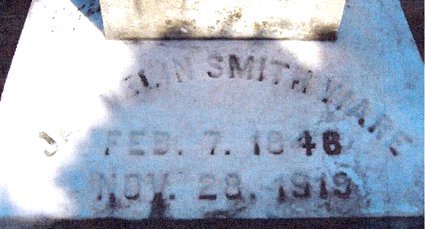 SMITH WARE
FEB. 7. 1846
NOV. 28, 1919